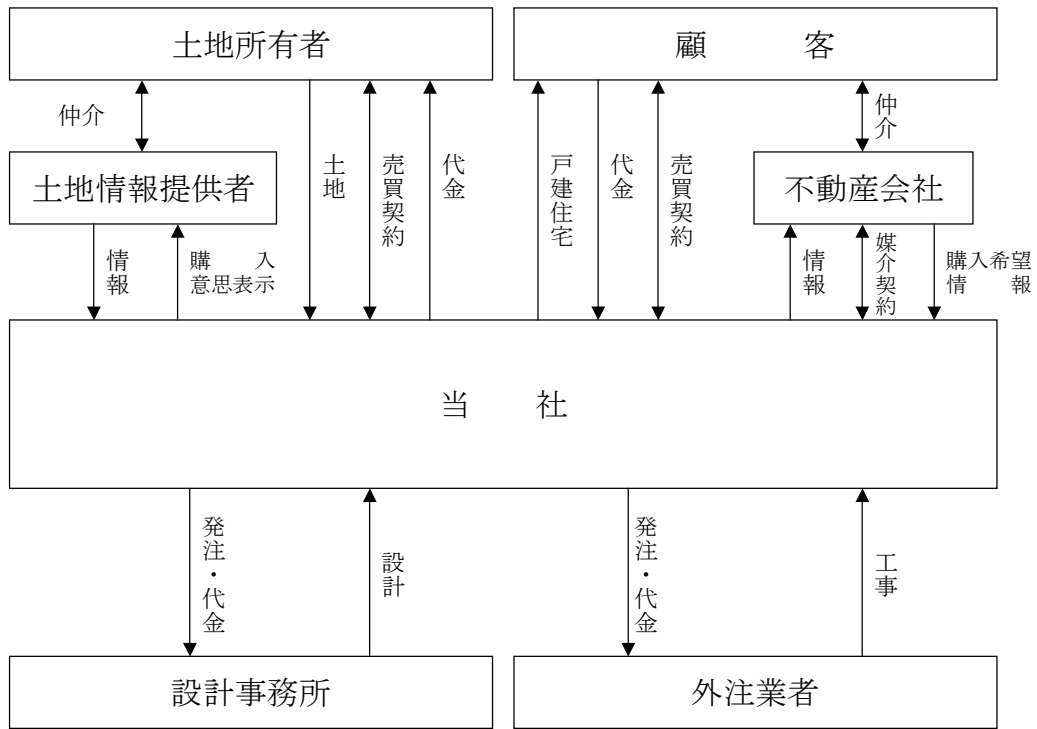 土地所有者
顧　　客
仲介
土地
売買契約
代金
戸建住宅
代金
売買契約
仲介
土地情報提供者
不動産会社
情報
購　入
意思表示
情報
媒介契約
購入希望
情　　報
当　　社
発注・代金
設計
発注・代金
工事
設計事務所
外注業者